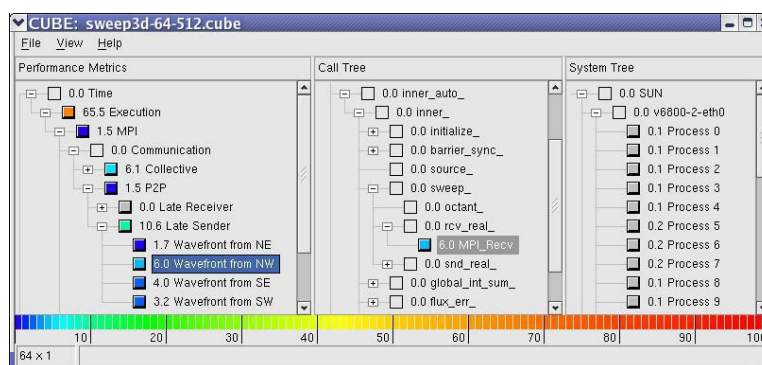 CUBE: sweep3d-64-512.cube
File View Help
Performance Metrics
0.0 Time
65.5 Execution
1.5 MPI
0.0 Communication
6.1 Collective
1.5 P2P
0.0 Late Receiver
10.6 Late Sender
1.7 Wavefront from NE
6.0 Wavefront from NW
4.0 Wavefront from SE
3.2 Wavefront from SW
Call Tree
0.0 inner_auto_
0.0 inner_
0.0 initialize_
0.0 barrier_sync_
0.0 source_
0.0 sweep_
0.0 octant_
0.0 rcv_real_
6.0 MPI_Recv
0.0 snd_real_
0.0 global_int_sum_
0.0 flux_err_
System Tree
0.0 SUN
0.0 v6800-2-eth0
0.1 Process 0
0.1 Process 1
0.1 Process 2
0.1 Process 3
0.1 Process 4
0.2 Process 5
0.2 Process 6
0.2 Process 7
0.1 Process 8
0.1 Process 9
10 20 30 40 50 60 70 80 90 100
64 x 1